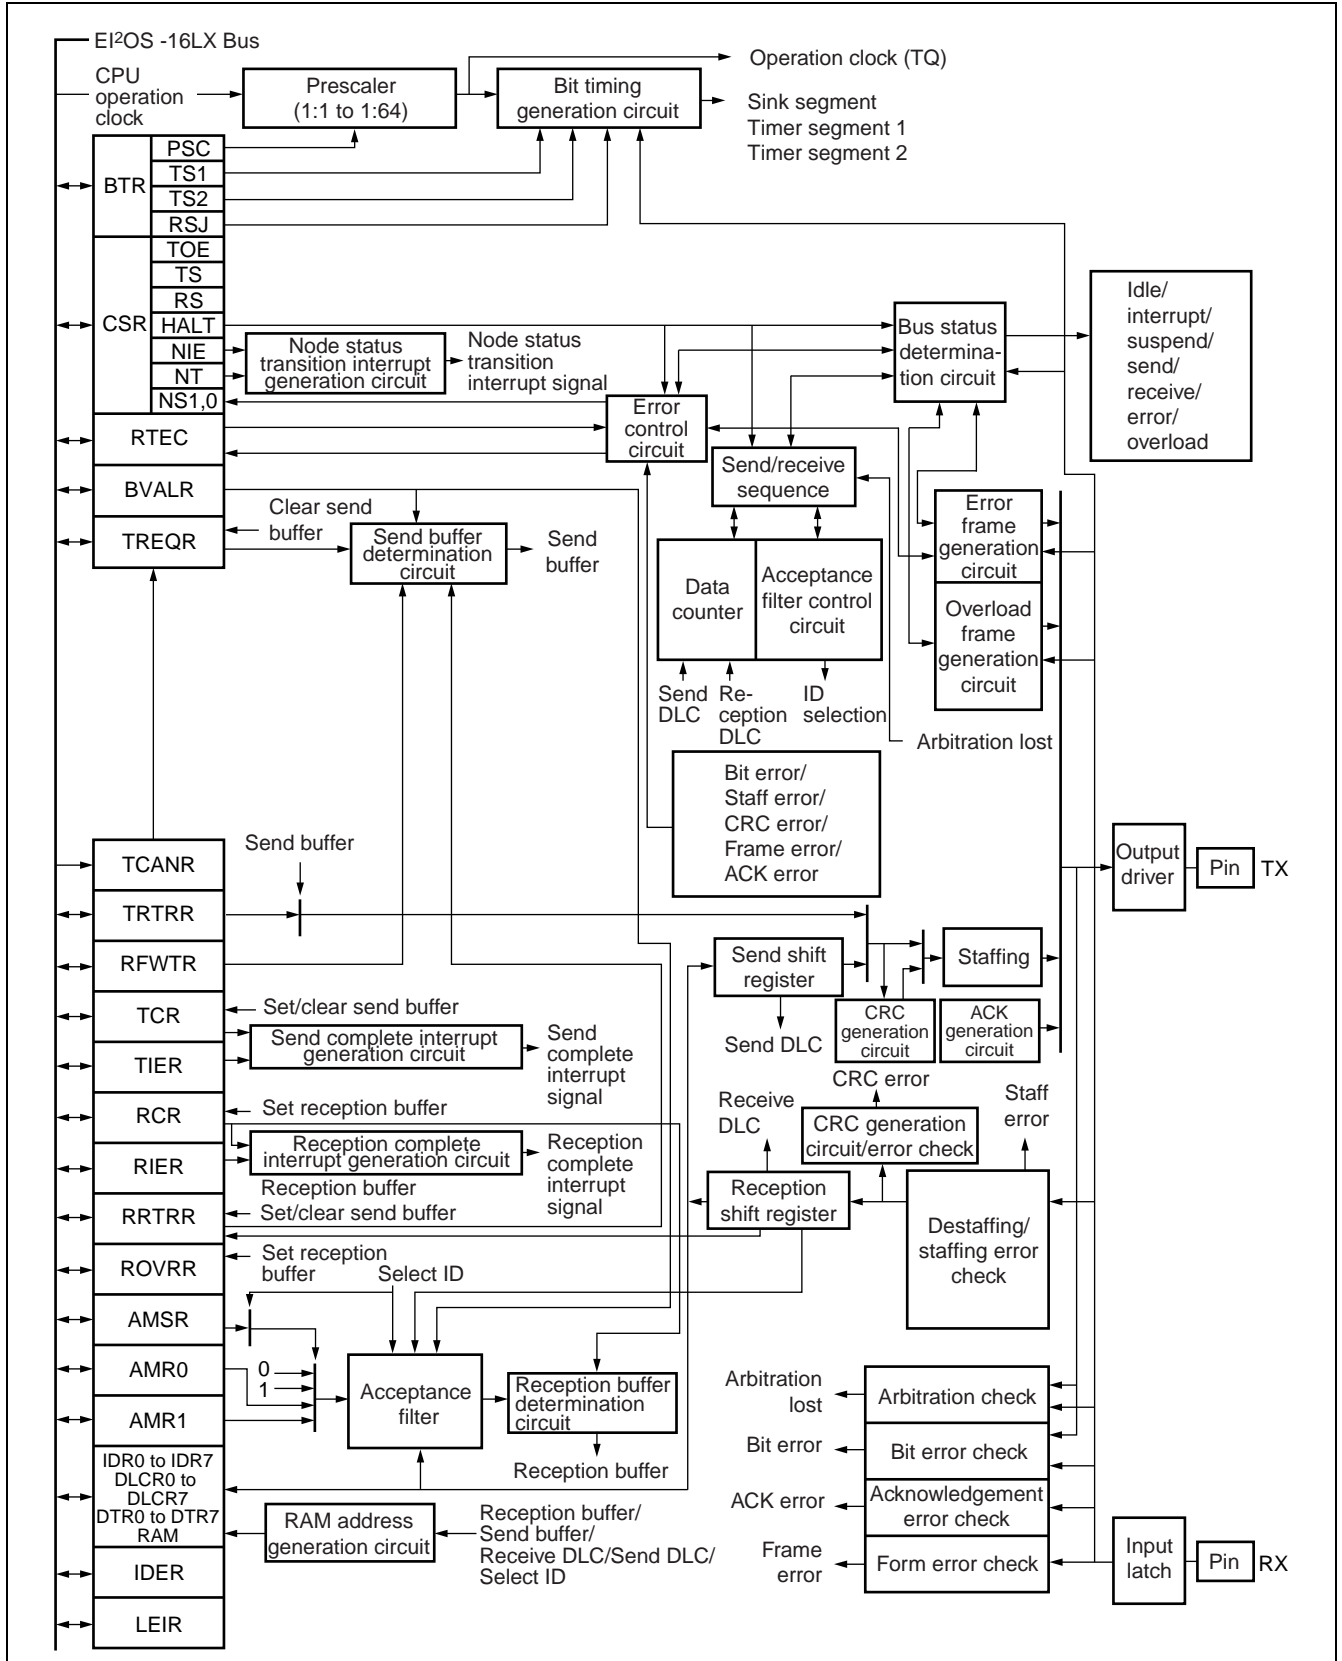 EI²OS -16LX Bus
CPU
operation
clock
Prescaler
(1:1 to 1:64)
Bit timing
generation circuit
Operation clock (TQ)
Sink segment
Timer segment 1
Timer segment 2
BTR
PSC
TS1
TS2
RSJ
CSR
TOE
TS
RS
HALT
NIE
NT
NS1,0
Node status
transition interrupt
generation circuit
Node status
transition
interrupt signal
Bus status
determina-
tion circuit
Idle/
interrupt/
suspend/
send/
receive/
error/
overload
RTEC
Error
control
circuit
BVALR
TREQR
Clear send
buffer
Send buffer
determination
circuit
Send
buffer
Send/receive
sequence
Data
counter
Acceptance
filter control
circuit
Send
DLC
Re-
ception
DLC
ID
selection
Error
frame
generation
circuit
Overload
frame
generation
circuit
Arbitration lost
Bit error/
Staff error/
CRC error/
Frame error/
ACK error
TCANR
TRTRR
RFWTR
TCR
TIER
RCR
RIER
RRTRR
ROVRR
AMSR
AMR0
AMR1
IDR0 to IDR7
DLCR0 to
DLCR7
DTR0 to DTR7
RAM
IDER
LEIR
Send buffer
Output
driver
Pin
TX
Send shift
register
Staffing
Send DLC
CRC
generation
circuit
ACK
generation
circuit
Set/clear send buffer
Send complete interrupt
generation circuit
Send
complete
interrupt
signal
Set reception buffer
Reception complete
interrupt generation circuit
Reception
complete
interrupt
signal
Receive
DLC
CRC error
CRC generation
circuit/error check
Staff
error
Reception
shift register
Destaffing/
staffing error
check
Reception buffer
Set/clear send buffer
Set reception
buffer
Select ID
0
1
Acceptance
filter
Reception buffer
determination
circuit
Reception buffer
RAM address
generation circuit
Reception buffer/
Send buffer/
Receive DLC/Send DLC/
Select ID
Arbitration
lost
Arbitration check
Bit error
Bit error check
ACK error
Acknowledgement
error check
Frame
error
Form error check
Input
latch
Pin
RX